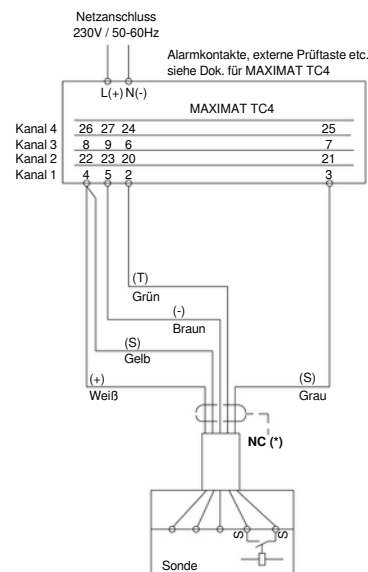 Netzanschluss
230V / 50-60Hz
Alarmkontakte, externe Prüftaste etc.
siehe Dok. für MAXIMAT TC4
L(+) N(-)
MAXIMAT TC4
Kanal 4 26 27 24 25
Kanal 3 8 9 6 7
Kanal 2 22 23 20 21
Kanal 1 4 5 2 3
(T)
Grün
(-)
Braun
(S)
Gelb
(+)
Weiß
(S)
Grau
NC (*)
S S
Sonde